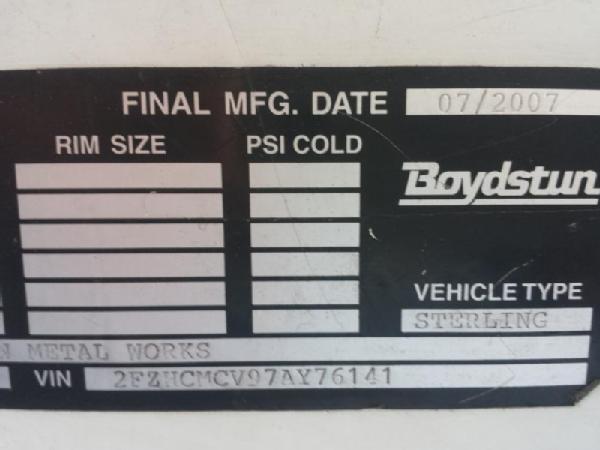 FINAL MFG. DATE 07/2007
RIM SIZE PSI COLD
Boydstun
VEHICLE TYPE
STERLING
N METAL WORKS
VIN 2FZHCMCV97AY76141